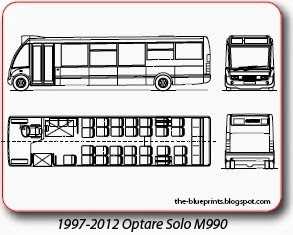 the-blueprints.blogspot.com
1997-2012 Optare Solo M990